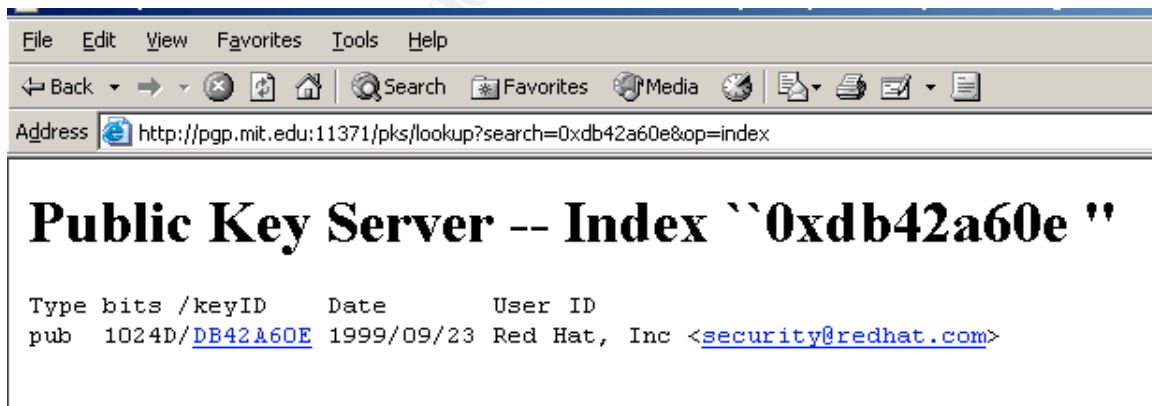 File Edit View Favorites Tools Help
Back Search Favorites Media
Address http://pgp.mit.edu:11371/pks/lookup?search=0xdb42a60e&op=index
Public Key Server -- Index ``0xdb42a60e ''
Type bits /keyID Date User ID
pub 1024D/DB42A60E 1999/09/23 Red Hat, Inc <security@redhat.com>